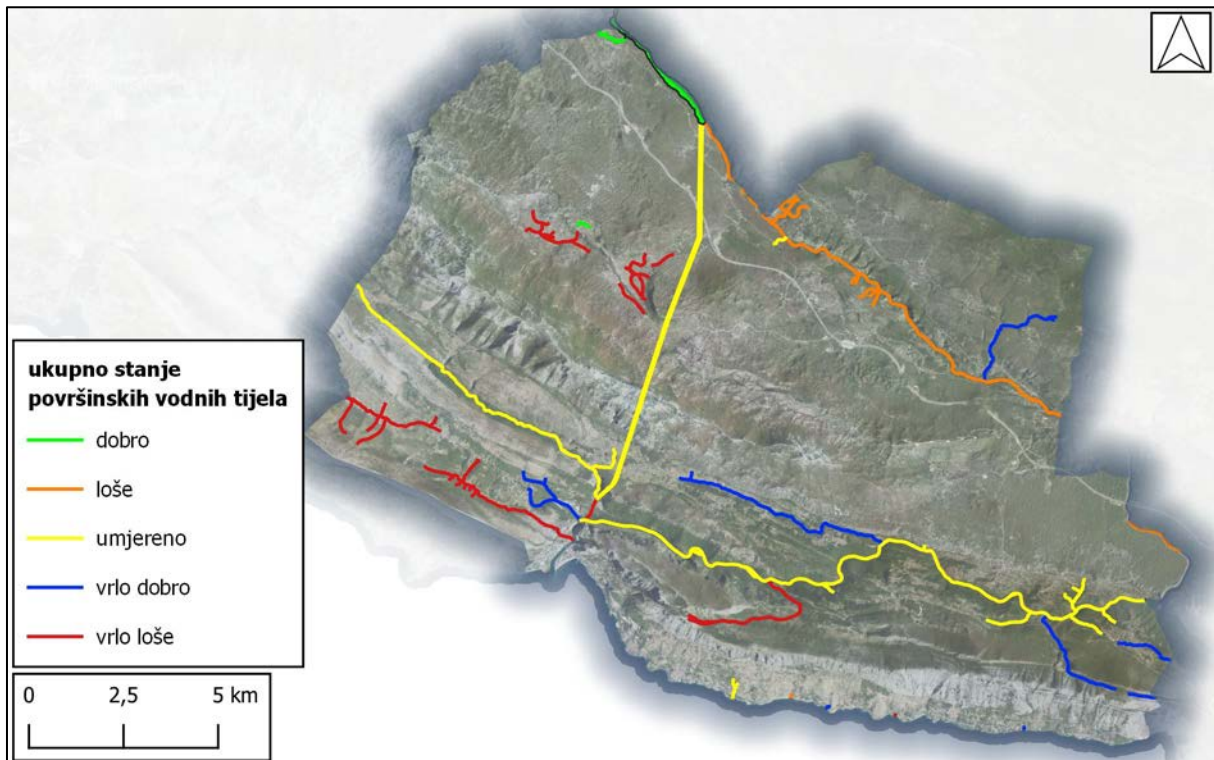 ukupno stanje
površinskih vodnih tijela
dobro
loše
umjereno
vrlo dobro
vrlo loše
0 2,5 5 km